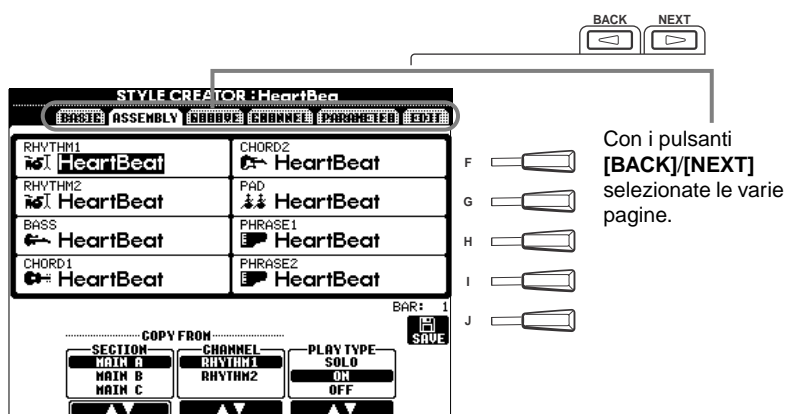 BACK NEXT
STYLE CREATOR : HeartBea
BASIC ASSEMBLY GROOVE CHANNEL PARAMETER EDIT
RHYTHM1
HeartBeat
CHORD2
HeartBeat
RHYTHM2
HeartBeat
PAD
HeartBeat
BASS
HeartBeat
PHRASE1
HeartBeat
CHORD1
HeartBeat
PHRASE2
HeartBeat
F
G
H
I
J
Con i pulsanti
[BACK]/[NEXT]
selezionate le varie
pagine.
BAR: 1
SAVE
COPY FROM
SECTION
MAIN A
MAIN B
MAIN C
CHANNEL
RHYTHM1
RHYTHM2
PLAY TYPE
SOLO
ON
OFF